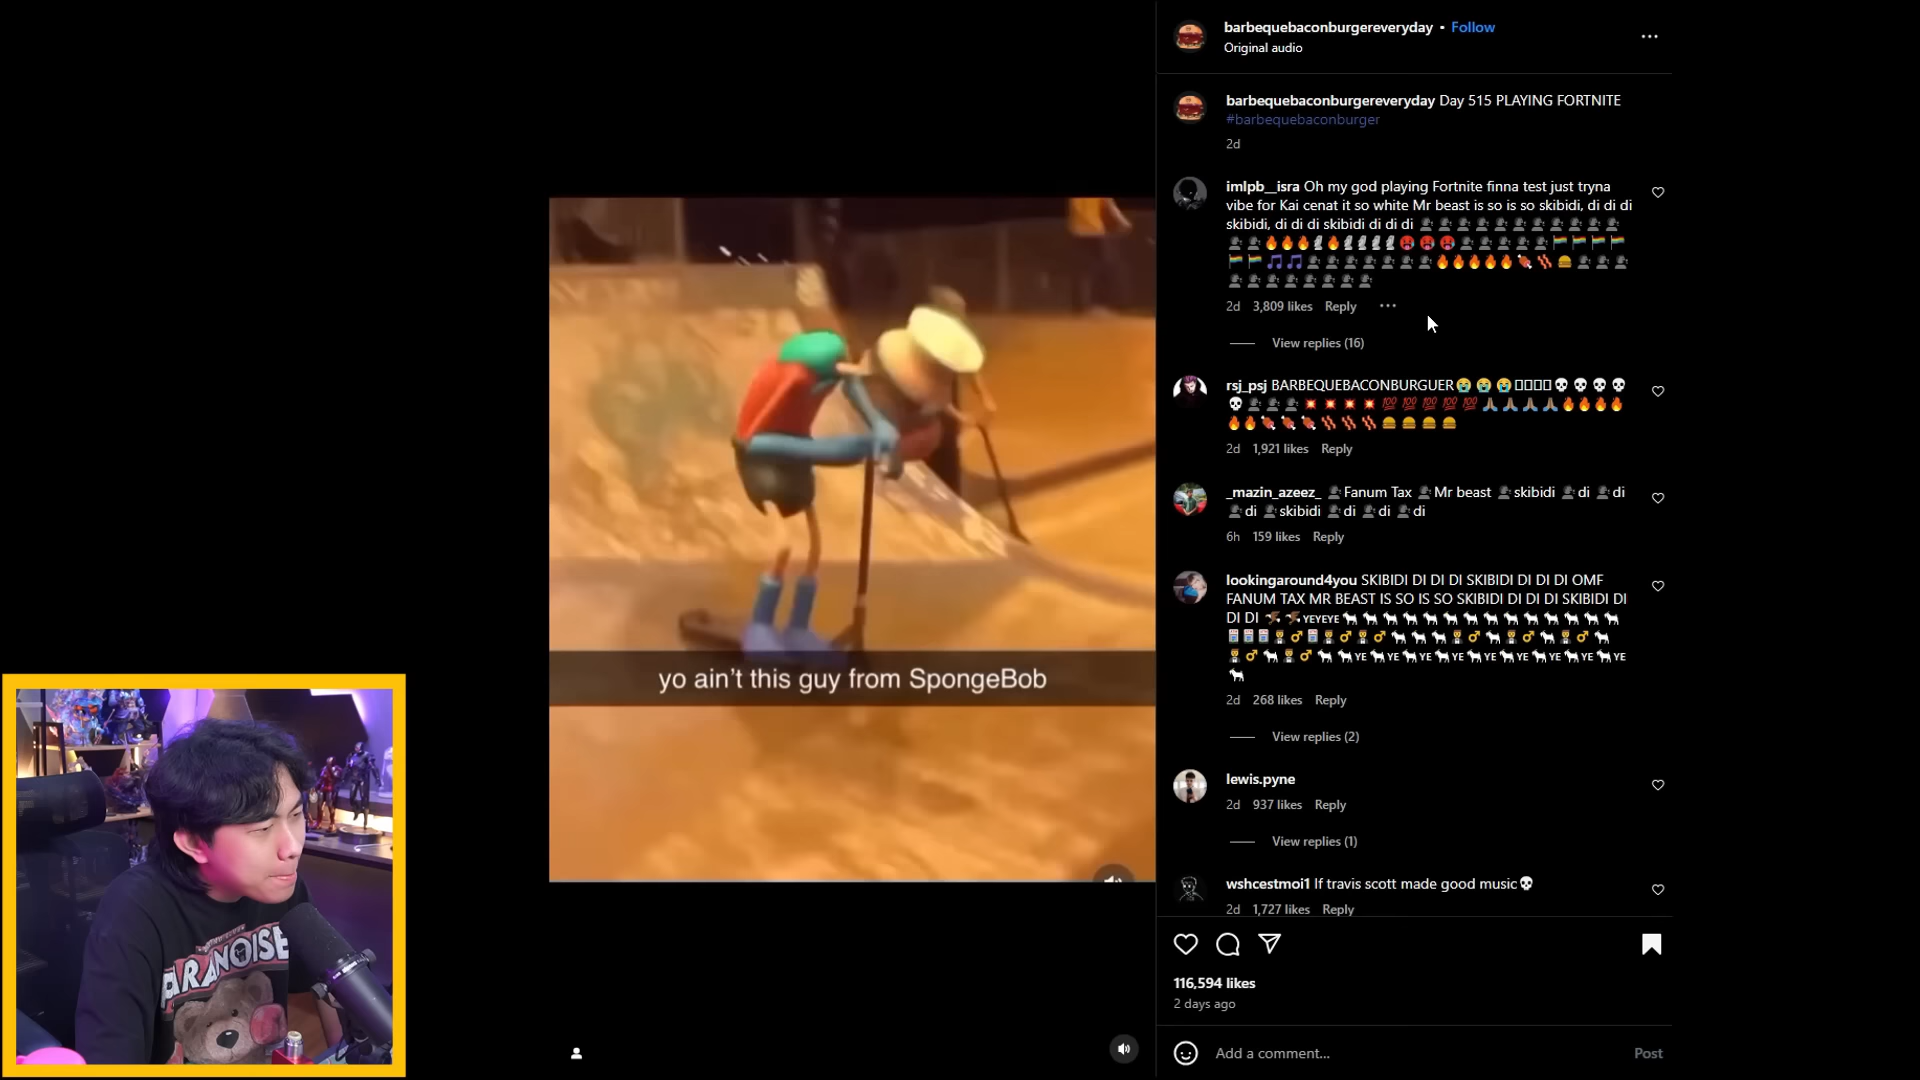 barbequebaconburgereveryday • Follow
Original audio
barbequebaconburgereveryday Day 515 PLAYING FORTNITE
#barbequebaconburger
2d
imlpb__isra Oh my god playing Fortnite finna test just tryna
vibe for Kai cenat it so white Mr beast is so is so skibidi, di di di
skibidi, di di di skibidi di di di 🗣🗣🗣🗣🗣🗣🗣🗣🗣🗣🗣
🗣🗣🔥🔥🔥🗿🔥🗿🗿🗿🗿🥵🥵🥵🗣🗣🗣🗣🗣🏳️‍🌈🏳️‍🌈🏳️‍🌈🏳️‍🌈
🏳️‍🌈🏳️‍🌈🎵🎵🗣🗣🗣🗣🗣🗣🗣🔥🔥🔥🔥🔥🍖🥓🍔🗣🗣🗣
🗣🗣🗣🗣🗣🗣🗣🗣
2d 3,809 likes Reply
View replies (16)
rsj_psj BARBEQUEBACONBURGUER😭😭😭▯▯▯▯💀💀💀💀
💀🗣🗣🗣💥💥💥💥💯💯💯💯💯🙏🏽🙏🏽🙏🏽🙏🏽🔥🔥🔥🔥
🔥🔥🍖🍖🍖🥓🥓🥓🍔🍔🍔🍔
2d 1,921 likes Reply
_mazin_azeez_ 🗣Fanum Tax 🗣Mr beast 🗣skibidi 🗣di 🗣di
🗣di 🗣skibidi 🗣di 🗣di 🗣di
6h 159 likes Reply
lookingaround4you SKIBIDI DI DI DI SKIBIDI DI DI DI OMF
FANUM TAX MR BEAST IS SO IS SO SKIBIDI DI DI DI SKIBIDI DI
DI DI YEYEYE
YE YE YE YE YE YE YE YE
2d 268 likes Reply
View replies (2)
lewis.pyne
2d 937 likes Reply
View replies (1)
wshcestmoi1 If travis scott made good music💀
2d 1,727 likes Reply
116,594 likes
2 days ago
Add a comment... Post
yo ain't this guy from SpongeBob
PARANOISE